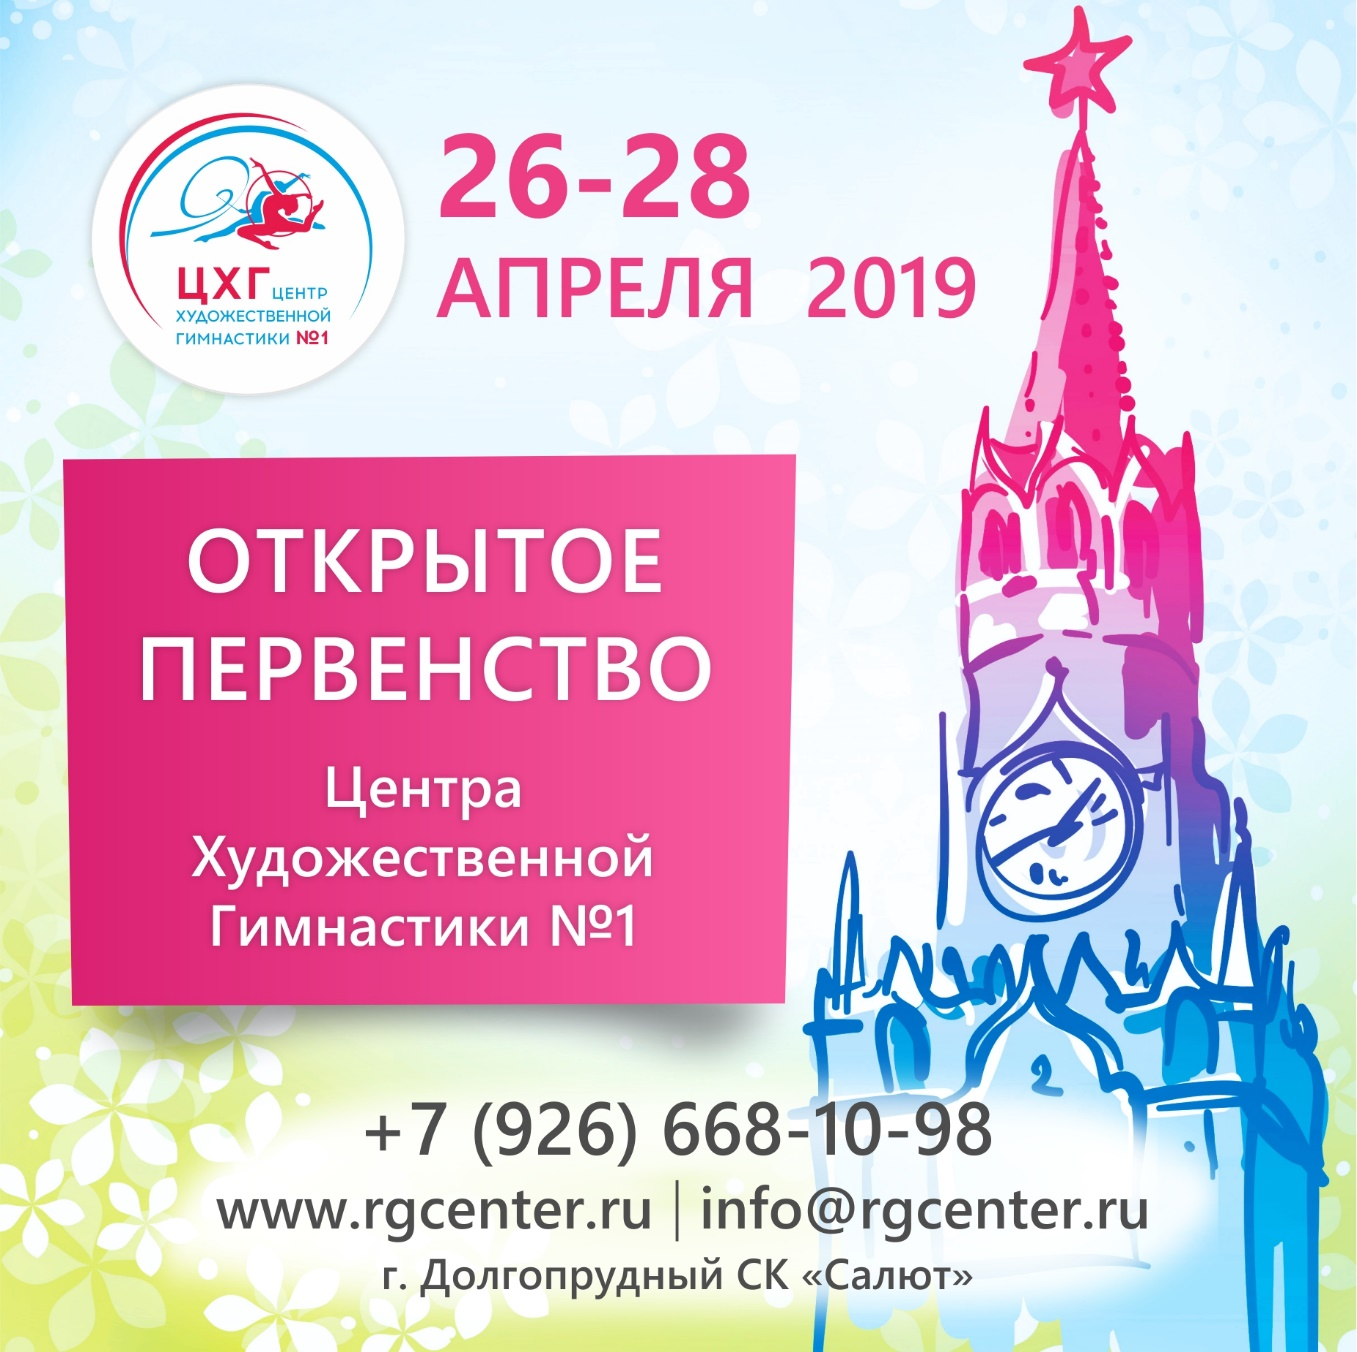 ЦХГ ЦЕНТР
ХУДОЖЕСТВЕННОЙ
ГИМНАСТИКИ №1
26-28
АПРЕЛЯ 2019
ОТКРЫТОЕ
ПЕРВЕНСТВО
Центра
Художественной
Гимнастики №1
+7 (926) 668-10-98
www.rgcenter.ru | info@rgcenter.ru
г. Долгопрудный СК «Салют»